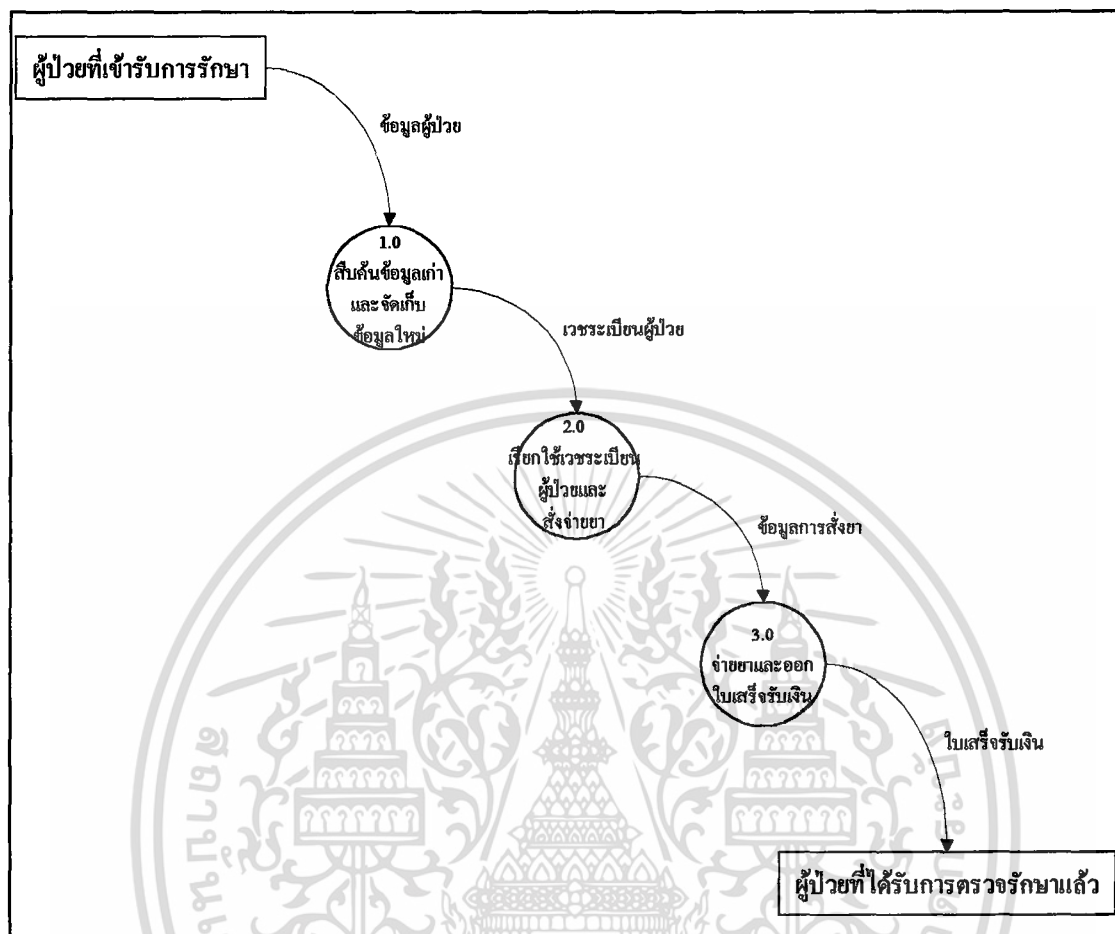 ผู้ป่วยที่เข้ารับการรักษา
ข้อมูลผู้ป่วย
1.0
สืบค้นข้อมูลเก่า
และจัดเก็บ
ข้อมูลใหม่
เวชระเบียนผู้ป่วย
2.0
เรียกใช้เวชระเบียน
ผู้ป่วยและ
สั่งจ่ายยา
ข้อมูลการสั่งยา
3.0
จ่ายยาและออก
ใบเสร็จรับเงิน
ใบเสร็จรับเงิน
ผู้ป่วยที่ได้รับการตรวจรักษาแล้ว